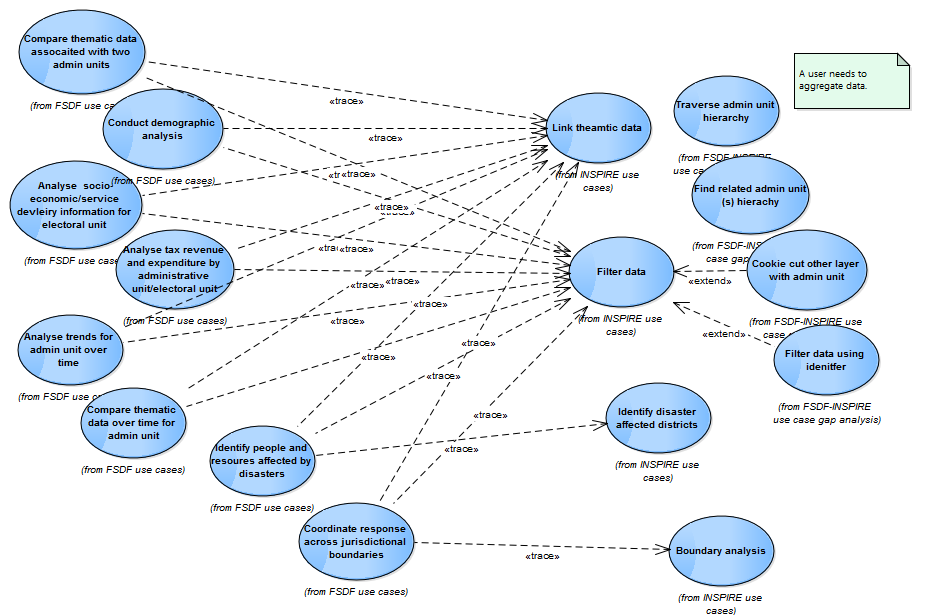 Compare thematic data
assocaited with two
admin units
(from FSDF use ca
Conduct demographic
analysis
(from FSDF use cases)
Analyse socio-
economic/service
devleiry information for
electoral unit
(from FSDF use cas
Analyse tax revenue
and expenditure by
administrative
unit/electoral unit
(from FSDF use cases)
Analyse trends for
admin unit over
time
(from FSDF use c
Compare thematic
data over time for
admin unit
(from FSDF use cases)
Identify people and
resoures affected by
disasters
(from FSDF use cases)
Coordinate response
across jurisdictional
boundaries
(from FSDF use cases)
«trace»
«trace»
«tr
«trace»
«trace»
«trace»
«tra
«trace»
«trace»
«trace»
«trace»
«trace»
«trace»
«trace»
«trace»
«trace»
«trace»
«trace»
Link theamtic data
(from INSPIRE use
cases)
Filter data
(from INSPIRE use
cases)
Identify disaster
affected districts
(from INSPIRE use
cases)
Boundary analysis
(from INSPIRE use
cases)
A user needs to
aggregate data.
Traverse admin unit
hierarchy
(from FSDF-INSPIRE
use ca
Find related admin unit
(s) hierachy
(from FSDF-INS
case gap
Cookie cut other layer
with admin unit
(from FSDF-INSPIRE use
case
«extend»
«extend»
Filter data using
idenitfer
(from FSDF-INSPIRE
use case gap analysis)
«trace»